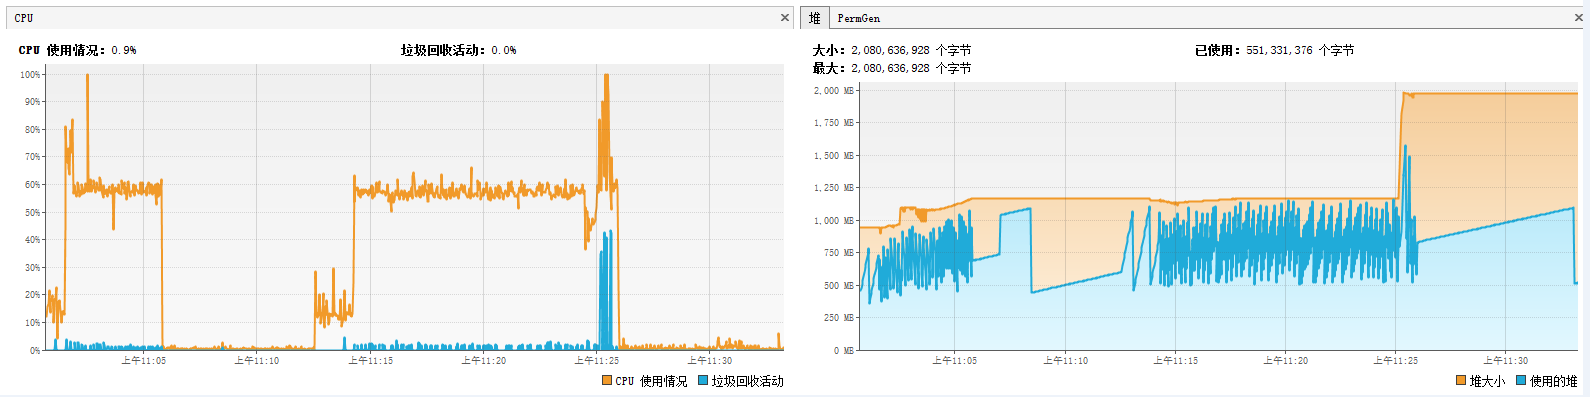 CPU
CPU 使用情况: 0.9%
垃圾回收活动: 0.0%
100%
90%
80%
70%
60%
50%
40%
30%
20%
10%
0%
上午11:05
上午11:10
上午11:15
上午11:20
上午11:25
上午11:30
CPU 使用情况
垃圾回收活动
堆
PermGen
大小: 2,080,636,928 个字节
已使用: 551,331,376 个字节
最大: 2,080,636,928 个字节
2,000 MB
1,750 MB
1,500 MB
1,250 MB
1,000 MB
750 MB
500 MB
250 MB
0 MB
上午11:05
上午11:10
上午11:15
上午11:20
上午11:25
上午11:30
堆大小
使用的堆